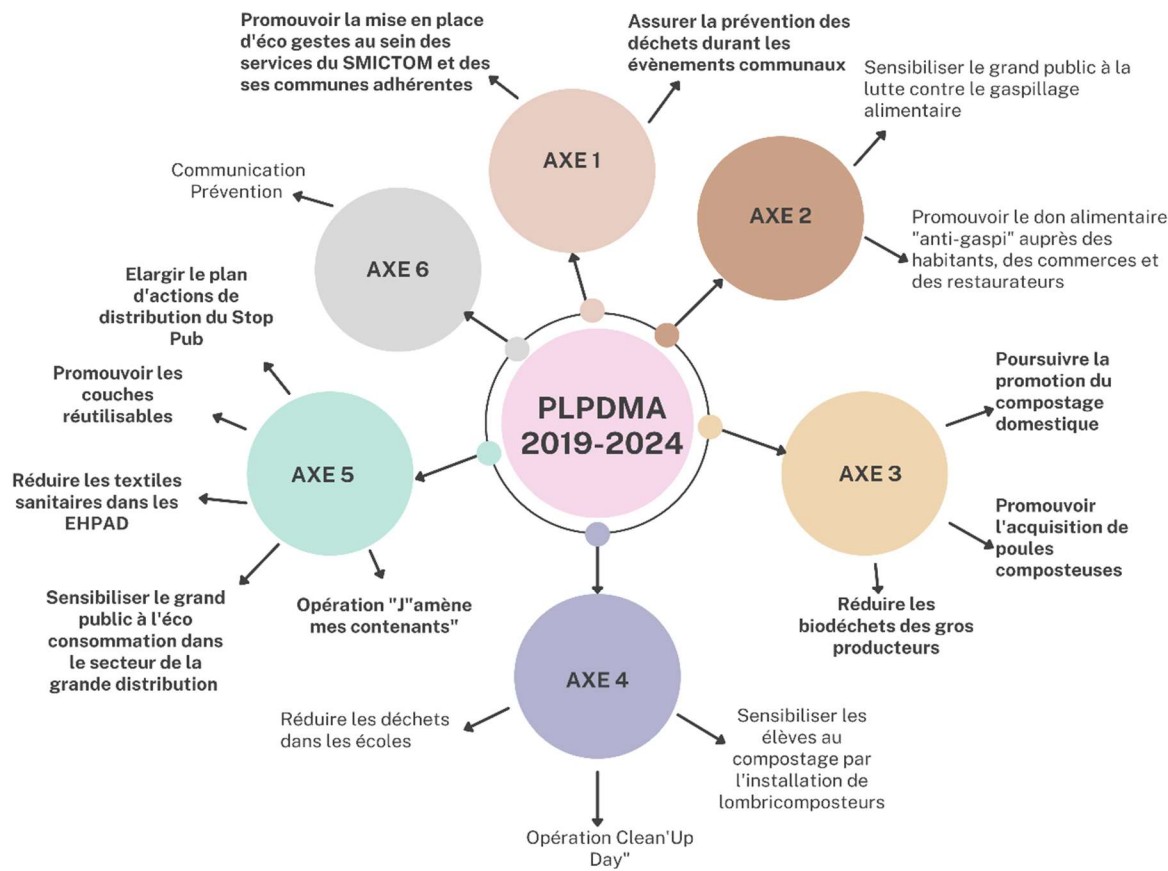 PLPDMA
2019-2024
AXE 1
Promouvoir la mise en place
d'éco gestes au sein des
services du SMICTOM et des
ses communes adhérentes
Assurer la prévention des
déchets durant les
évènements communaux
AXE 2
Sensibiliser le grand public à la
lutte contre le gaspillage
alimentaire
Promouvoir le don alimentaire
"anti-gaspi" auprès des
habitants, des commerces et
des restaurateurs
AXE 3
Poursuivre la
promotion du
compostage
domestique
Promouvoir
l'acquisition de
poules
composteuses
Réduire les
biodéchets des gros
producteurs
AXE 4
Sensibiliser les
élèves au
compostage par
l'installation de
lombricomposteurs
Opération Clean'Up
Day"
Réduire les déchets
dans les écoles
AXE 5
Opération "J"amène
mes contenants"
Sensibiliser le grand
public à l'éco
consommation dans
le secteur de la
grande distribution
Réduire les textiles
sanitaires dans les
EHPAD
Promouvoir les
couches
réutilisables
Elargir le plan
d'actions de
distribution du Stop
Pub
AXE 6
Communication
Prévention